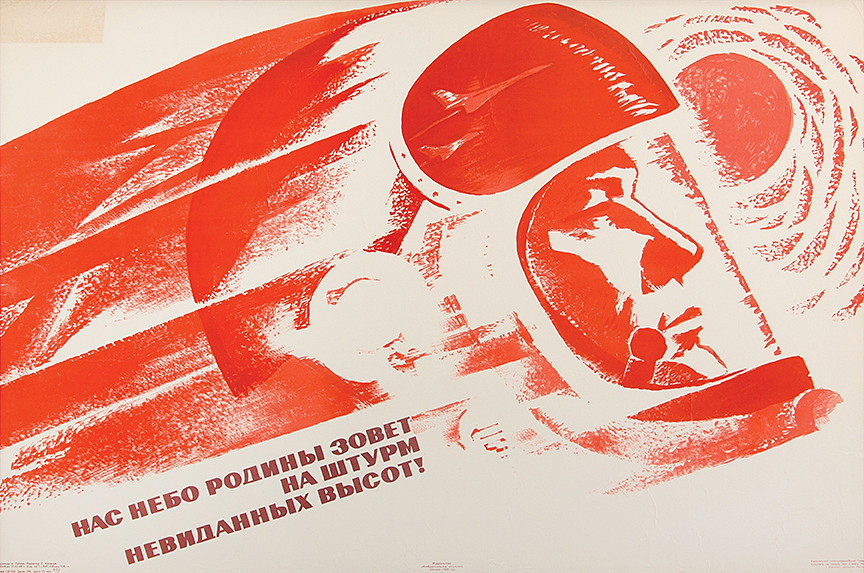 НАС НЕБО РОДИНЫ ЗОВЕТ
НА ШТУРМ
НЕВИДАННЫХ ВЫСОТ!